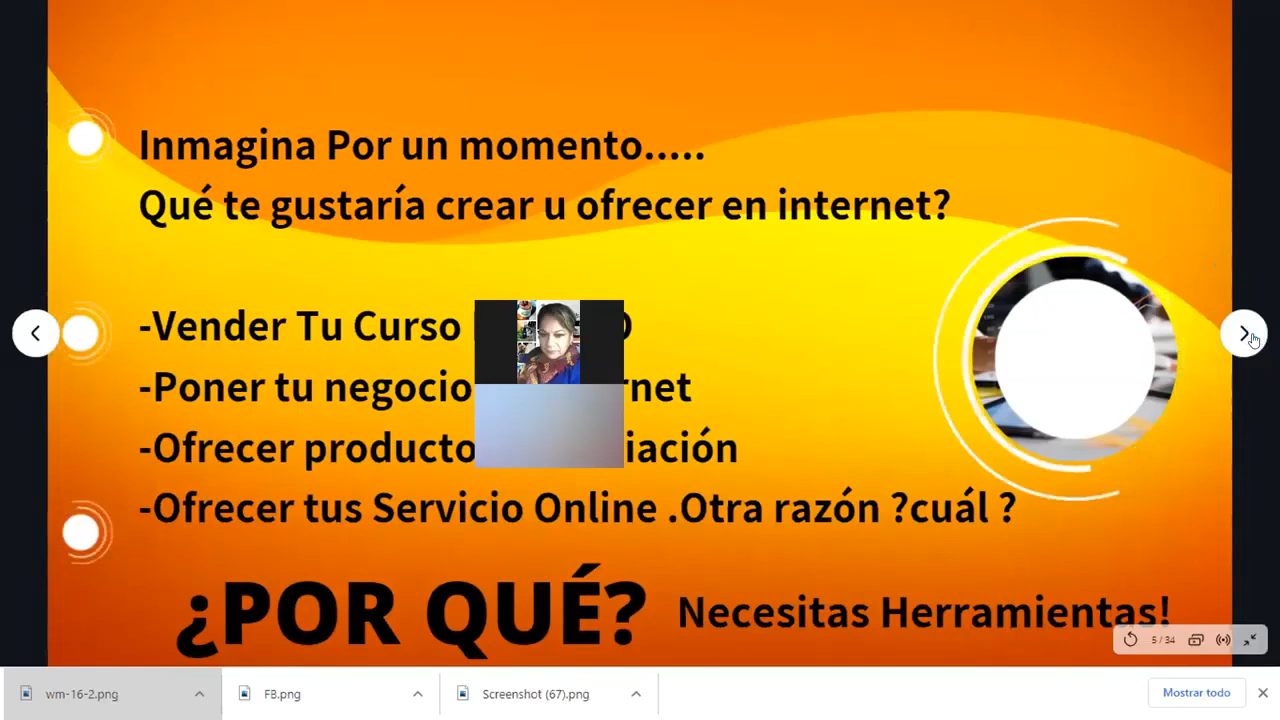 Inmagina Por un momento.....
Qué te gustaría crear u ofrecer en internet?
-Vender Tu Curso
-Poner tu negocio
-Ofrecer
-Ofrecer tus Servicio Online .Otra razón ?cuál ?
¿POR QUÉ?
Necesitas Herramientas!
5 / 34
wm-16-2.png
FB.png
Screenshot (67).png
Mostrar todo